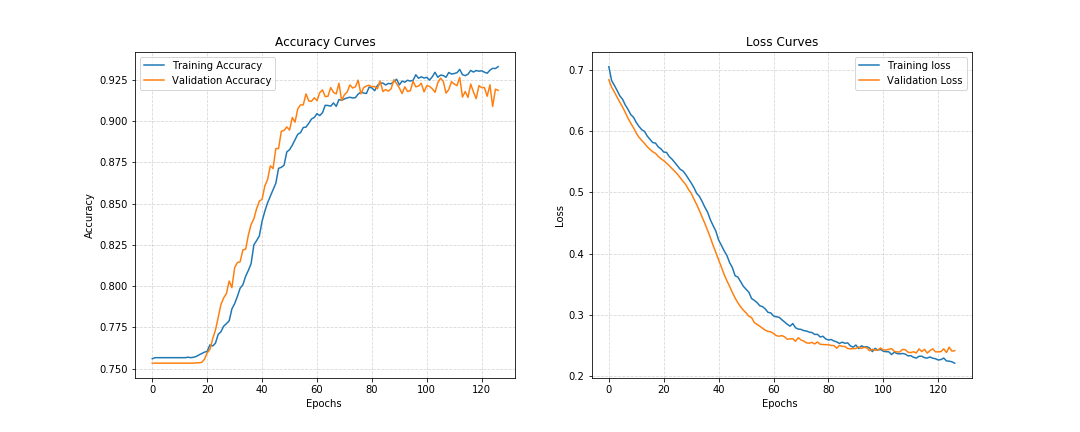 Accuracy Curves
Training Accuracy
Validation Accuracy
0.925
0.900
0.875
0.850
0.825
0.800
0.775
0.750
Accuracy
0 20 40 60 80 100 120
Epochs
Loss Curves
Training loss
Validation Loss
0.7
0.6
0.5
0.4
0.3
0.2
Loss
0 20 40 60 80 100 120
Epochs